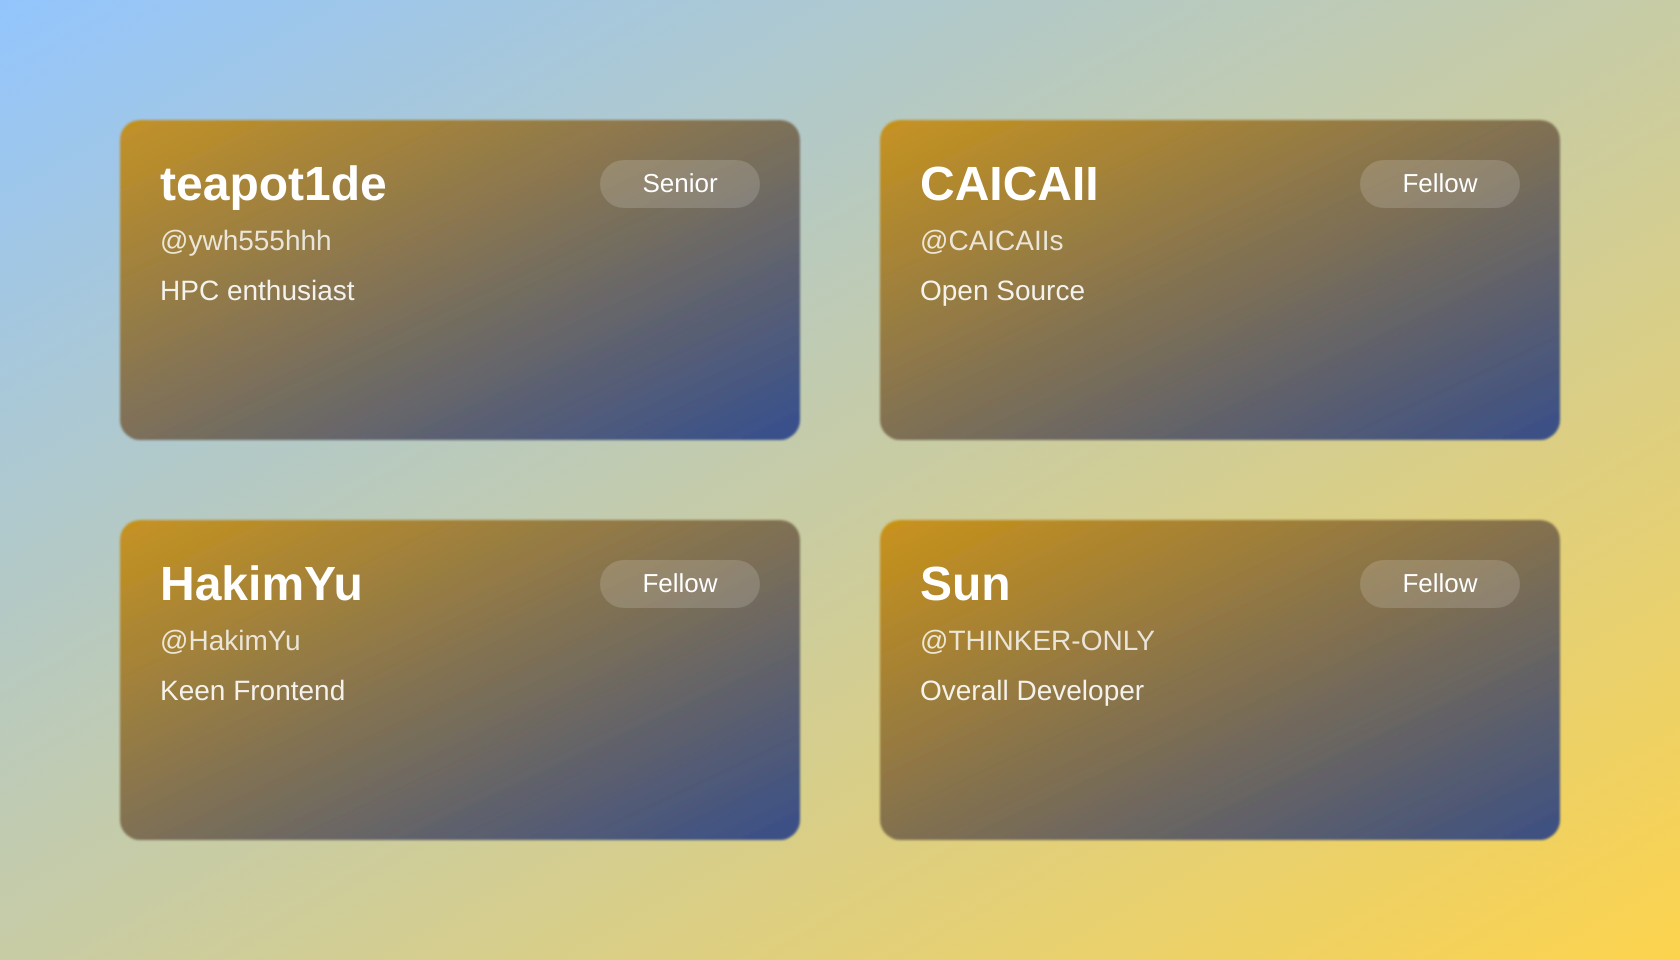 teapot1de
Senior
@ywh555hhh
HPC enthusiast
CAICAII
Fellow
@CAICAIIs
Open Source
HakimYu
Fellow
@HakimYu
Keen Frontend
Sun
Fellow
@THINKER-ONLY
Overall Developer